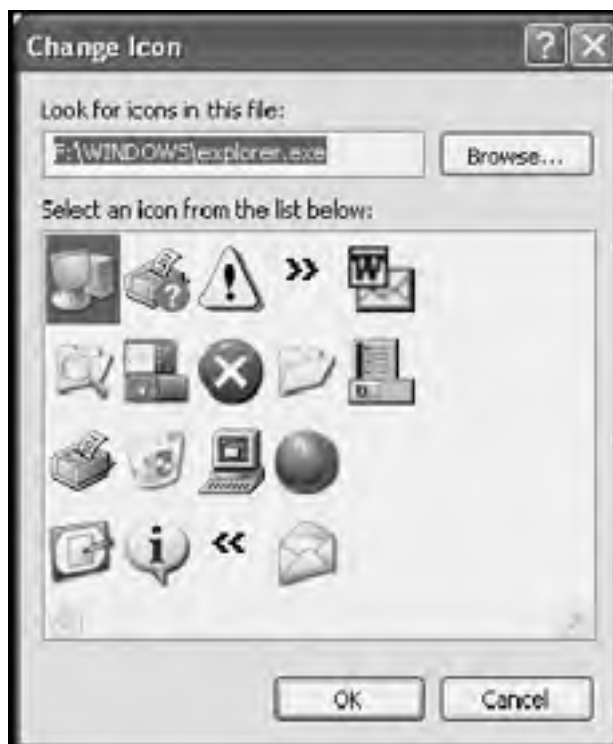 Change Icon
Look for icons in this file:
F:\WINDOWS\explorer.exe
Browse...
Select an icon from the list below:
OK
Cancel